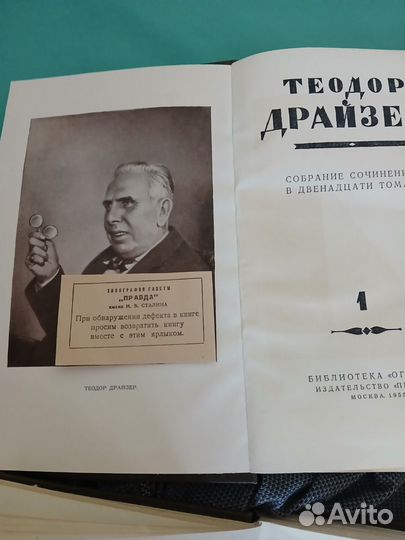 ТИПОГРАФИЯ ГАЗЕТЫ
„ПРАВДА“
имени И. В. СТАЛИНА
При обнаружении дефекта в книге
просим возвратить книгу
вместе с этим ярлыком.
ТЕОДОР ДРАЙЗЕР
ТЕОДОР
ДРАЙЗЕ
СОБРАНИЕ СОЧИНЕН
В ДВЕНАДЦАТИ ТОМА
1
БИБЛИОТЕКА «ОГ
ИЗДАТЕЛЬСТВО «П
МОСКВА. 195
Avito